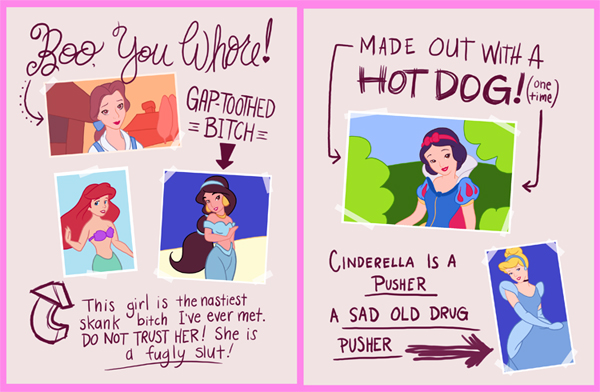 Boo, You Whore!
GAP-TOOTHED
BITCH
This girl is the nastiest
skank bitch I've ever met.
DO NOT TRUST HER! She is
a fugly slut!
MADE OUT WITH A
HOT DOG! (one
time)
CINDERELLA IS A
PUSHER
A SAD OLD DRUG
PUSHER